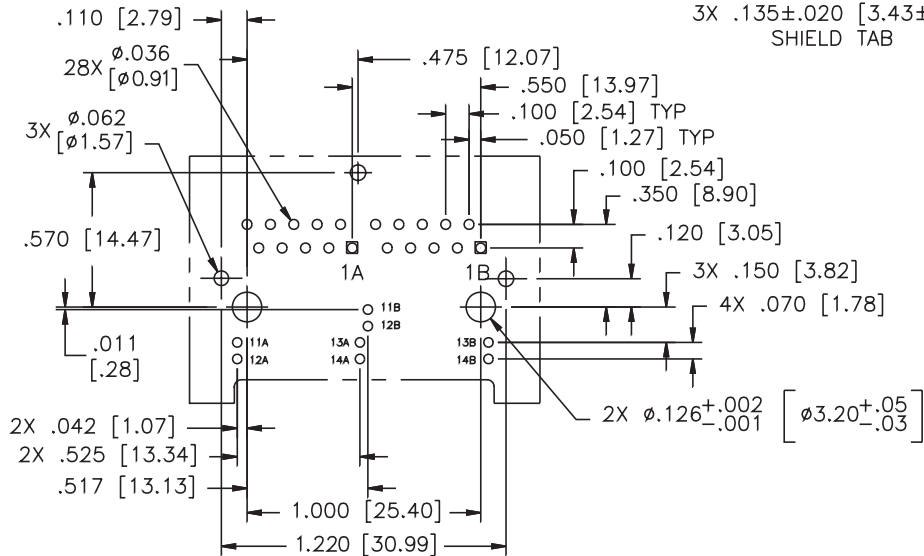 .110 [2.79]
3X .135±.020 [3.43±
SHIELD TAB
28X ø.036
[ø0.91]
.475 [12.07]
.550 [13.97]
.100 [2.54] TYP
3X ø.062
[ø1.57]
.050 [1.27] TYP
.100 [2.54]
.350 [8.90]
.570 [14.47]
.120 [3.05]
1A
1B
3X .150 [3.82]
4X .070 [1.78]
11B
12B
.011
[.28]
11A
13A
13B
12A
14A
14B
2X ø.126+.002
-.001 [ø3.20+.05
-.03]
2X .042 [1.07]
2X .525 [13.34]
.517 [13.13]
1.000 [25.40]
1.220 [30.99]